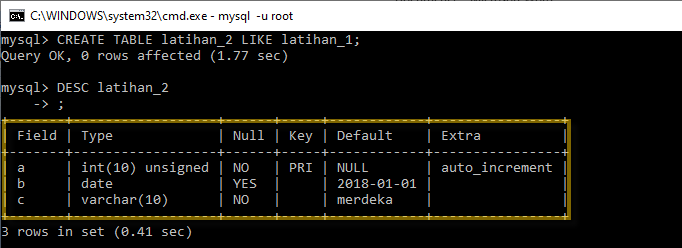 C:\WINDOWS\system32\cmd.exe - mysql -u root
mysql> CREATE TABLE latihan_2 LIKE latihan_1;
Query OK, 0 rows affected (1.77 sec)
mysql> DESC latihan_2
    -> ;
+-------+------------------+------+-----+------------+----------------+
| Field | Type             | Null | Key | Default    | Extra          |
+-------+------------------+------+-----+------------+----------------+
| a     | int(10) unsigned | NO   | PRI | NULL       | auto_increment |
| b     | date             | YES  |     | 2018-01-01 |                |
| c     | varchar(10)      | NO   |     | merdeka    |                |
+-------+------------------+------+-----+------------+----------------+
3 rows in set (0.41 sec)